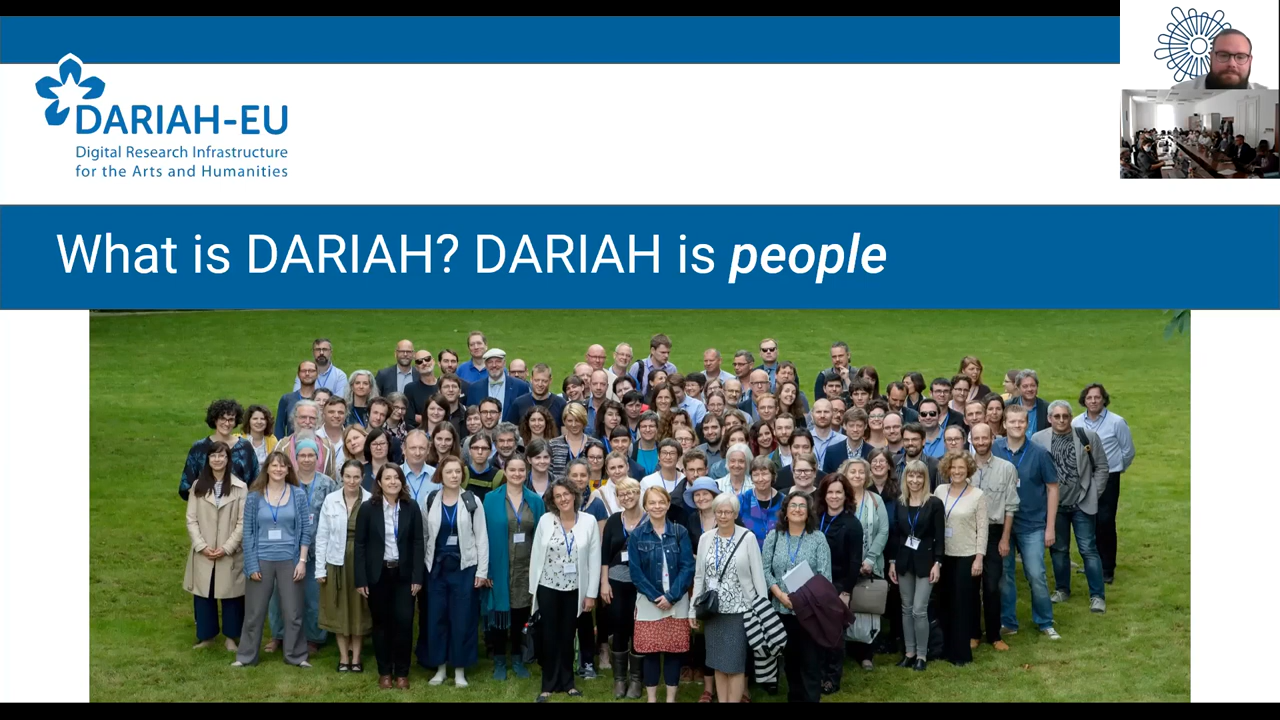 DARIAH-EU
Digital Research Infrastructure
for the Arts and Humanities
What is DARIAH? DARIAH is people